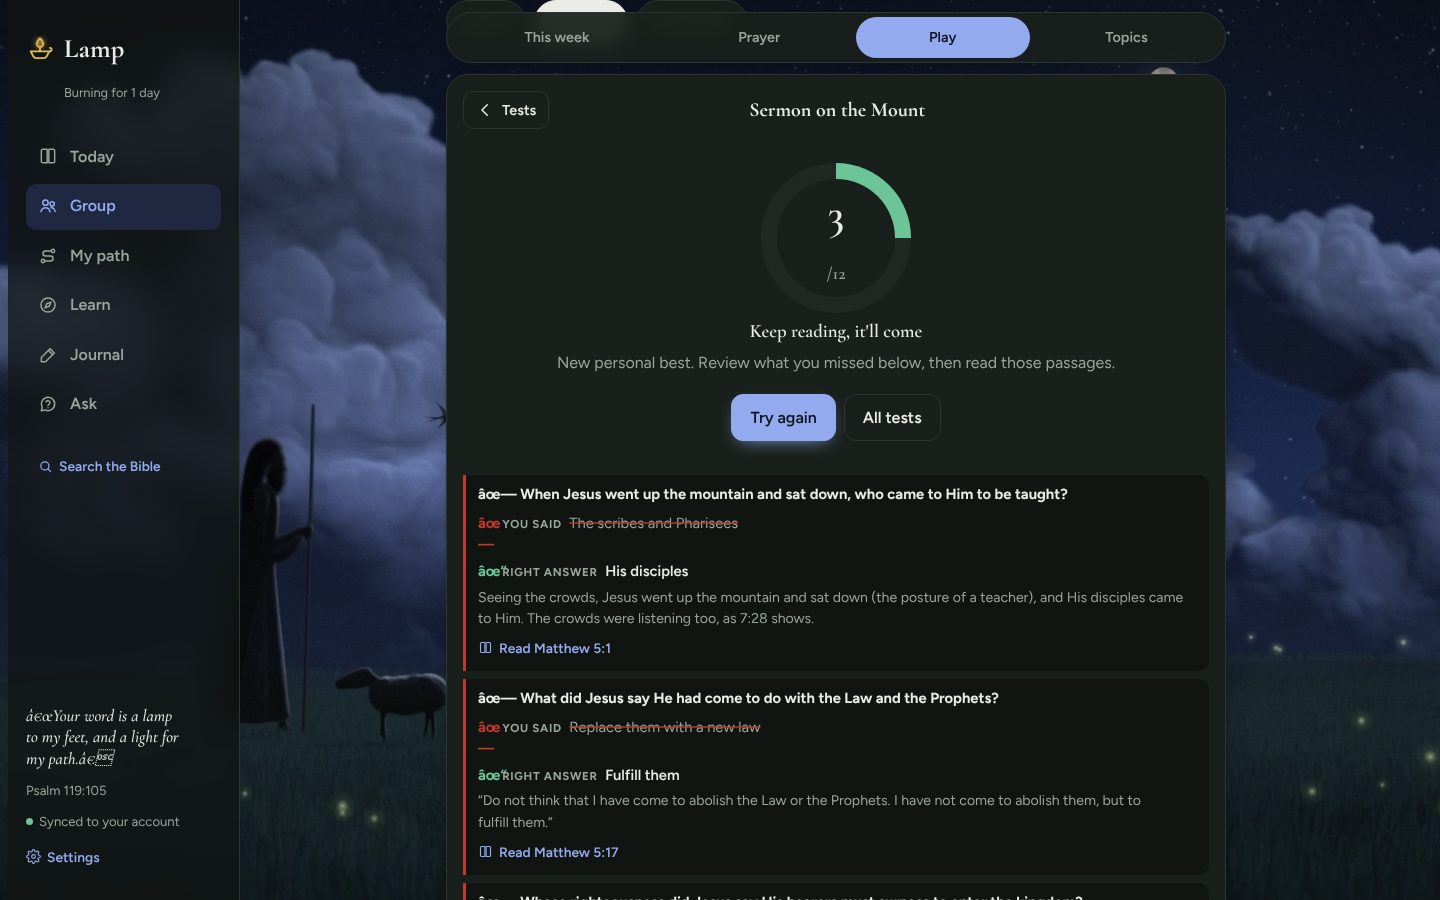 Lamp
Burning for 1 day
Today
Group
My path
Learn
Journal
Ask
Search the Bible
“Your word is a lamp
to my feet, and a light for
my path.â€
Psalm 119:105
Synced to your account
Settings
This week
Prayer
Play
Topics
Tests
Sermon on the Mount
3
/12
Keep reading, it'll come
New personal best. Review what you missed below, then read those passages.
Try again
All tests
✗ When Jesus went up the mountain and sat down, who came to Him to be taught?
✗ YOU SAID The scribes and Pharisees
✓ RIGHT ANSWER His disciples
Seeing the crowds, Jesus went up the mountain and sat down (the posture of a teacher), and His disciples came
to Him. The crowds were listening too, as 7:28 shows.
Read Matthew 5:1
✗ What did Jesus say He had come to do with the Law and the Prophets?
✗ YOU SAID Replace them with a new law
✓ RIGHT ANSWER Fulfill them
“Do not think that I have come to abolish the Law or the Prophets. I have not come to abolish them, but to
fulfill them.”
Read Matthew 5:17